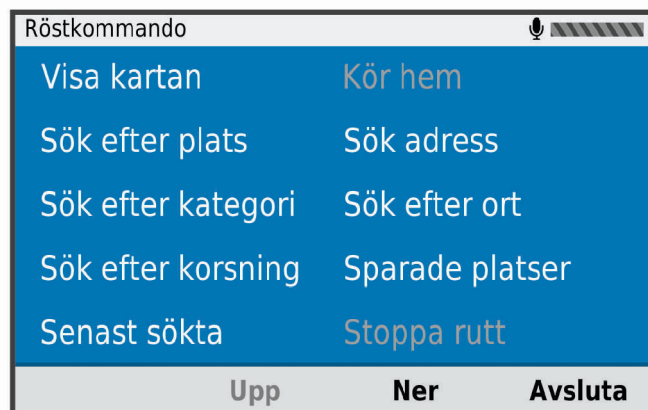 Röstkommando
Visa kartan Kör hem
Sök efter plats Sök adress
Sök efter kategori Sök efter ort
Sök efter korsning Sparade platser
Senast sökta Stoppa rutt
Upp Ner Avsluta